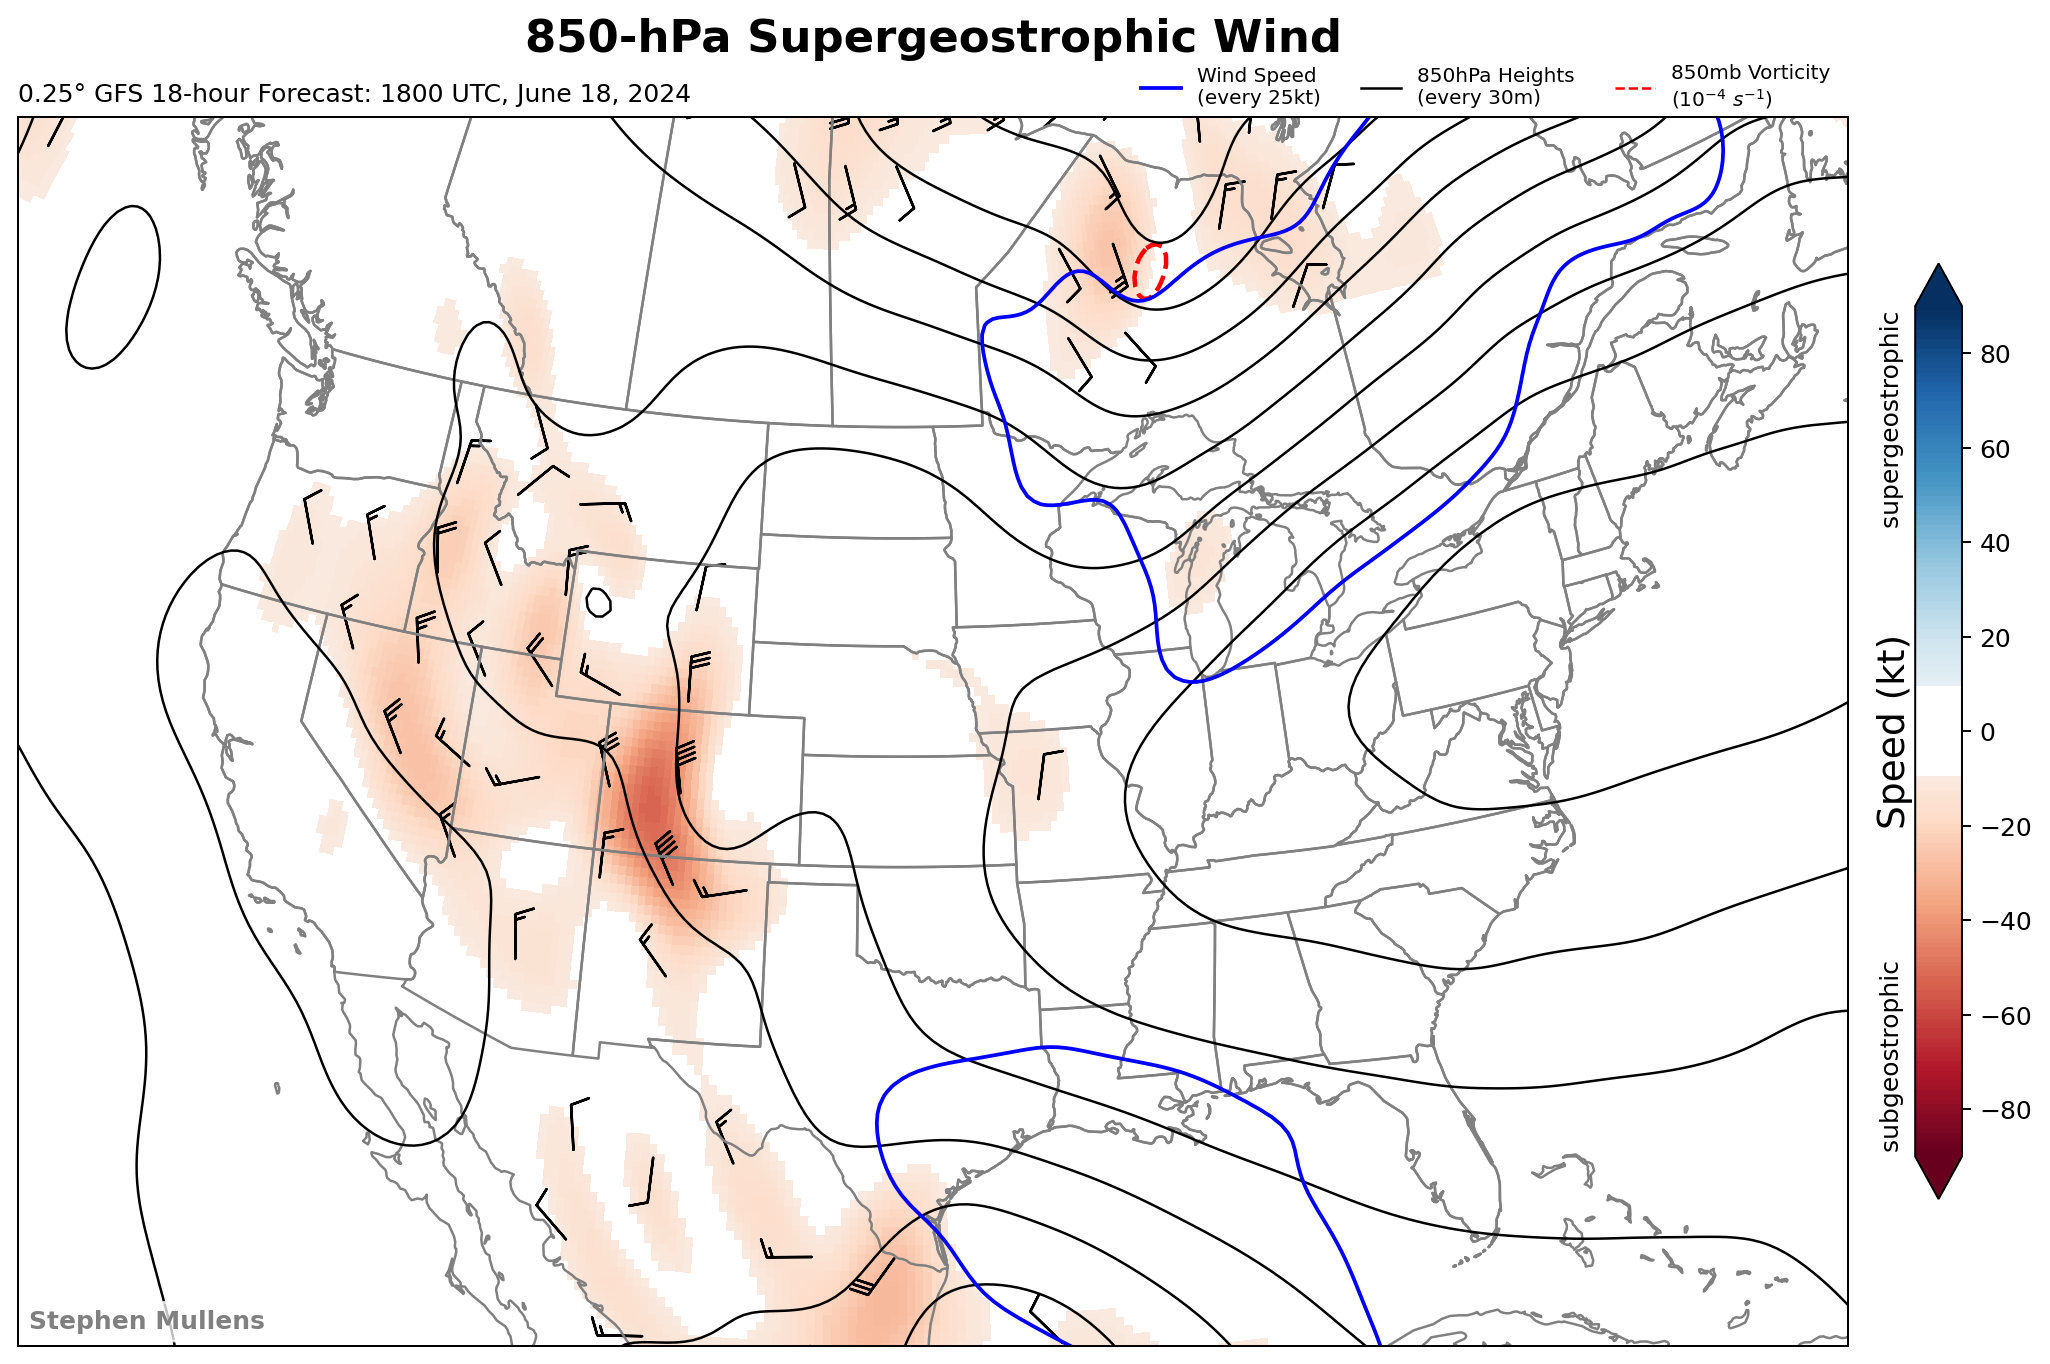 850-hPa Supergeostrophic Wind
0.25° GFS 18-hour Forecast: 1800 UTC, June 18, 2024
Wind Speed
(every 25kt)
850hPa Heights
(every 30m)
850mb Vorticity
(10⁻⁴ s⁻¹)
supergeostrophic
Speed (kt)
subgeostrophic
80
60
40
20
0
−20
−40
−60
−80
Stephen Mullens